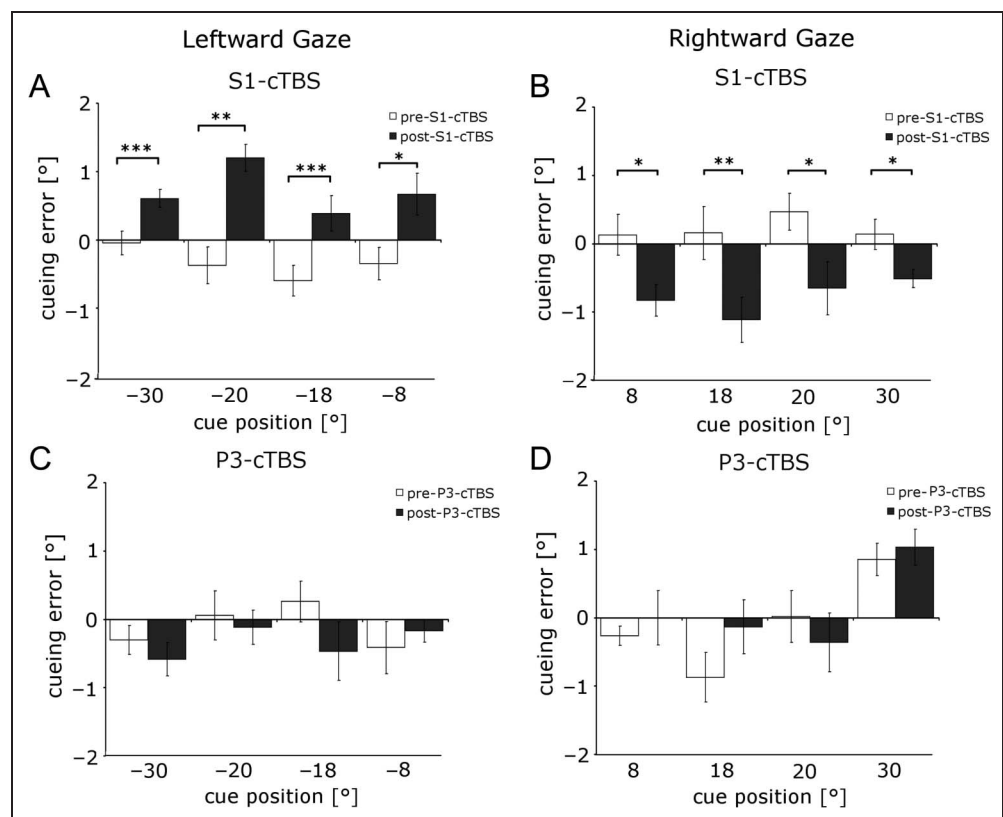 Leftward Gaze
Rightward Gaze
A
S1-cTBS
pre-S1-cTBS
post-S1-cTBS
*** ** *** *
2
1
0
−1
−2
cueing error [°]
−30 −20 −18 −8
cue position [°]
B
S1-cTBS
pre-S1-cTBS
post-S1-cTBS
* ** * *
2
1
0
−1
−2
cueing error [°]
8 18 20 30
cue position [°]
C
P3-cTBS
pre-P3-cTBS
post-P3-cTBS
2
1
0
−1
−2
cueing error [°]
−30 −20 −18 −8
cue position [°]
D
P3-cTBS
pre-P3-cTBS
post-P3-cTBS
2
1
0
−1
−2
cueing error [°]
8 18 20 30
cue position [°]